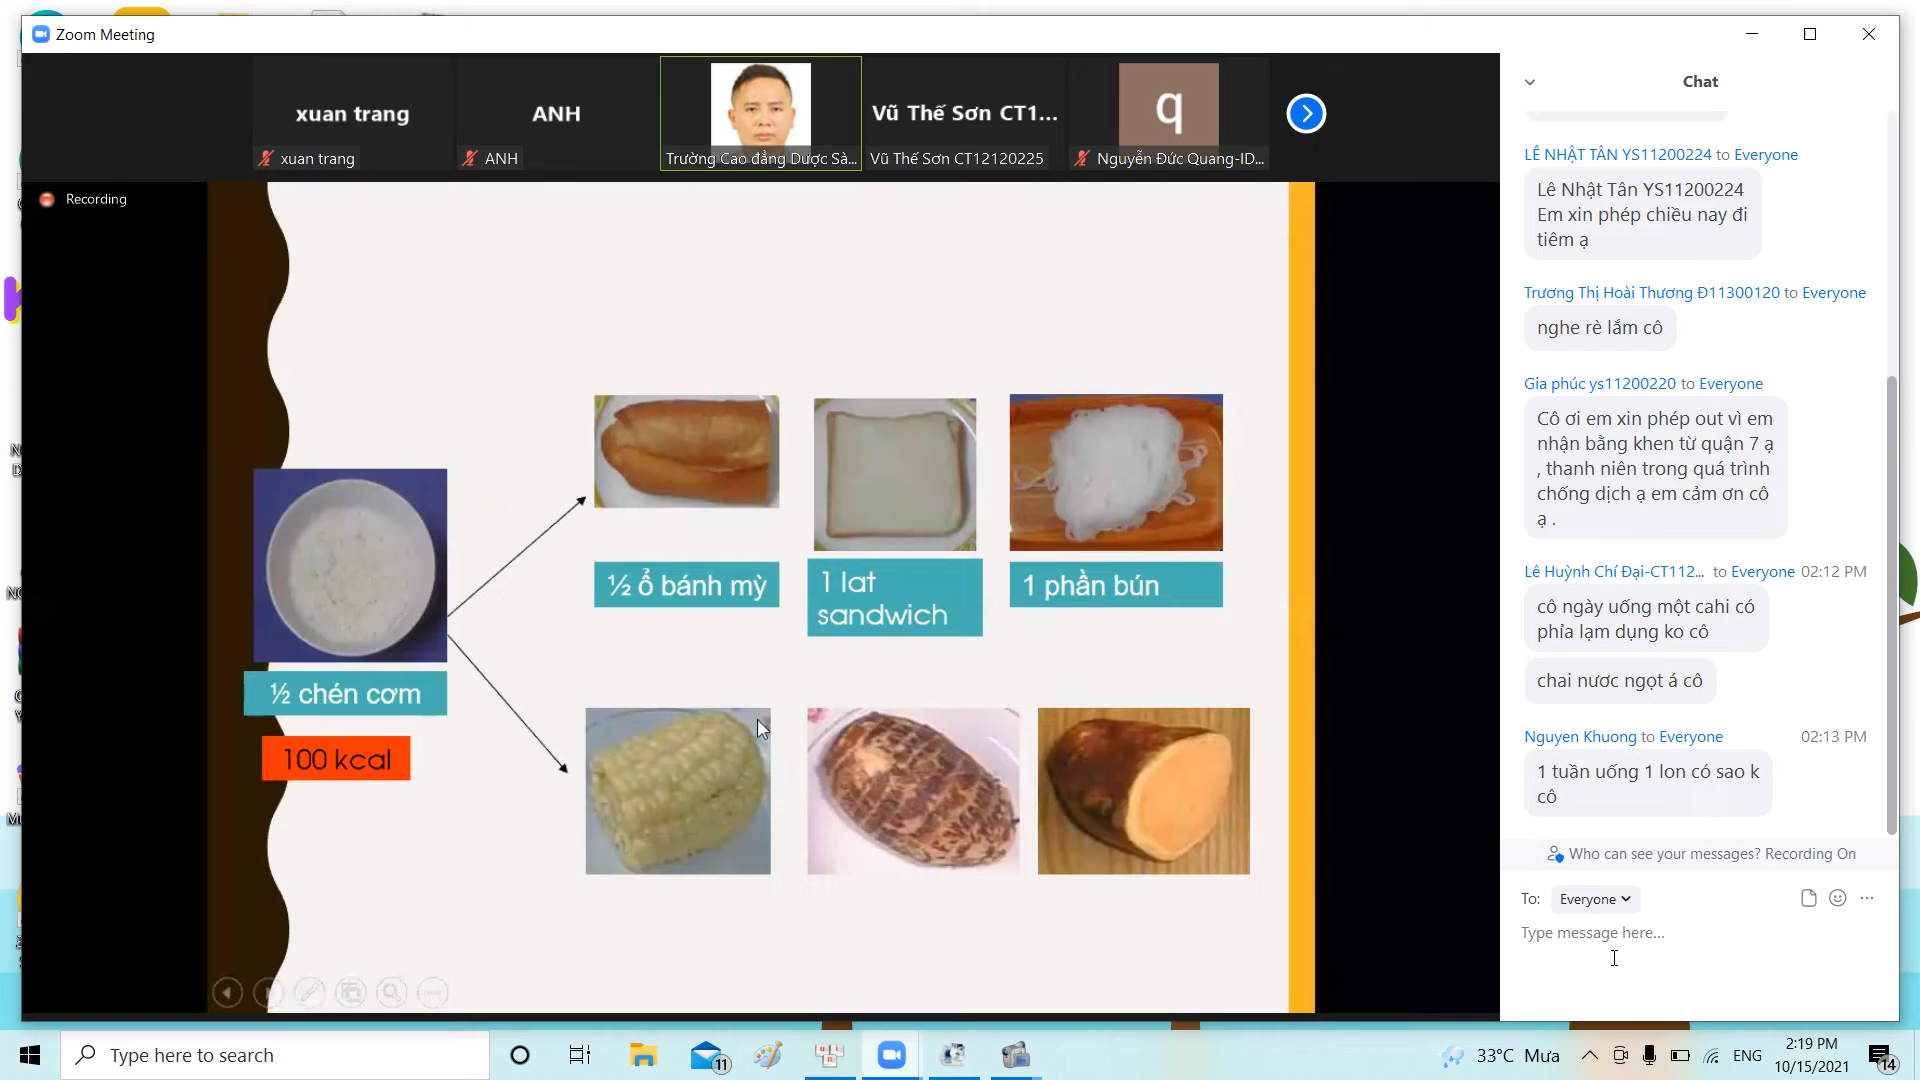 Zoom Meeting
xuan trang
ANH
Vũ Thế Sơn CT1...
q
xuan trang
ANH
Trường Cao đẳng Dược Sà...
Vũ Thế Sơn CT12120225
Nguyễn Đức Quang-ID...
Recording
½ ổ bánh mỳ
1 lat
sandwich
1 phần bún
½ chén cơm
100 kcal
Chat
LÊ NHẬT TÂN YS11200224 to Everyone
Lê Nhật Tân YS11200224
Em xin phép chiều nay đi
tiêm ạ
Trương Thị Hoài Thương Đ11300120 to Everyone
nghe rè lắm cô
Gia phúc ys11200220 to Everyone
Cô ơi em xin phép out vì em
nhận bằng khen từ quận 7 ạ
, thanh niên trong quá trình
chống dịch ạ em cảm ơn cô
ạ .
Lê Huỳnh Chí Đại-CT112... to Everyone 02:12 PM
cô ngày uống một cahi có
phỉa lạm dụng ko cô
chai nươc ngọt á cô
Nguyen Khuong to Everyone 02:13 PM
1 tuần uống 1 lon có sao k
cô
Who can see your messages? Recording On
To: Everyone
Type message here...
Type here to search
11
33°C Mưa
ENG
2:19 PM
10/15/2021
14